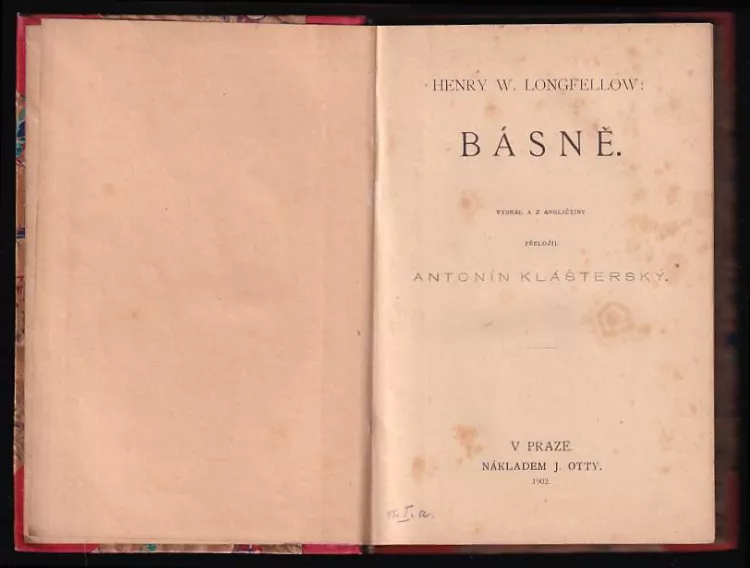 HENRY W. LONGFELLOW:
BÁSNĚ.
VYBRAL A Z ANGLIČTINY
PŘELOŽIL
ANTONÍN KLÁŠTERSKÝ.
V PRAZE.
NÁKLADEM J. OTTY.
1902.